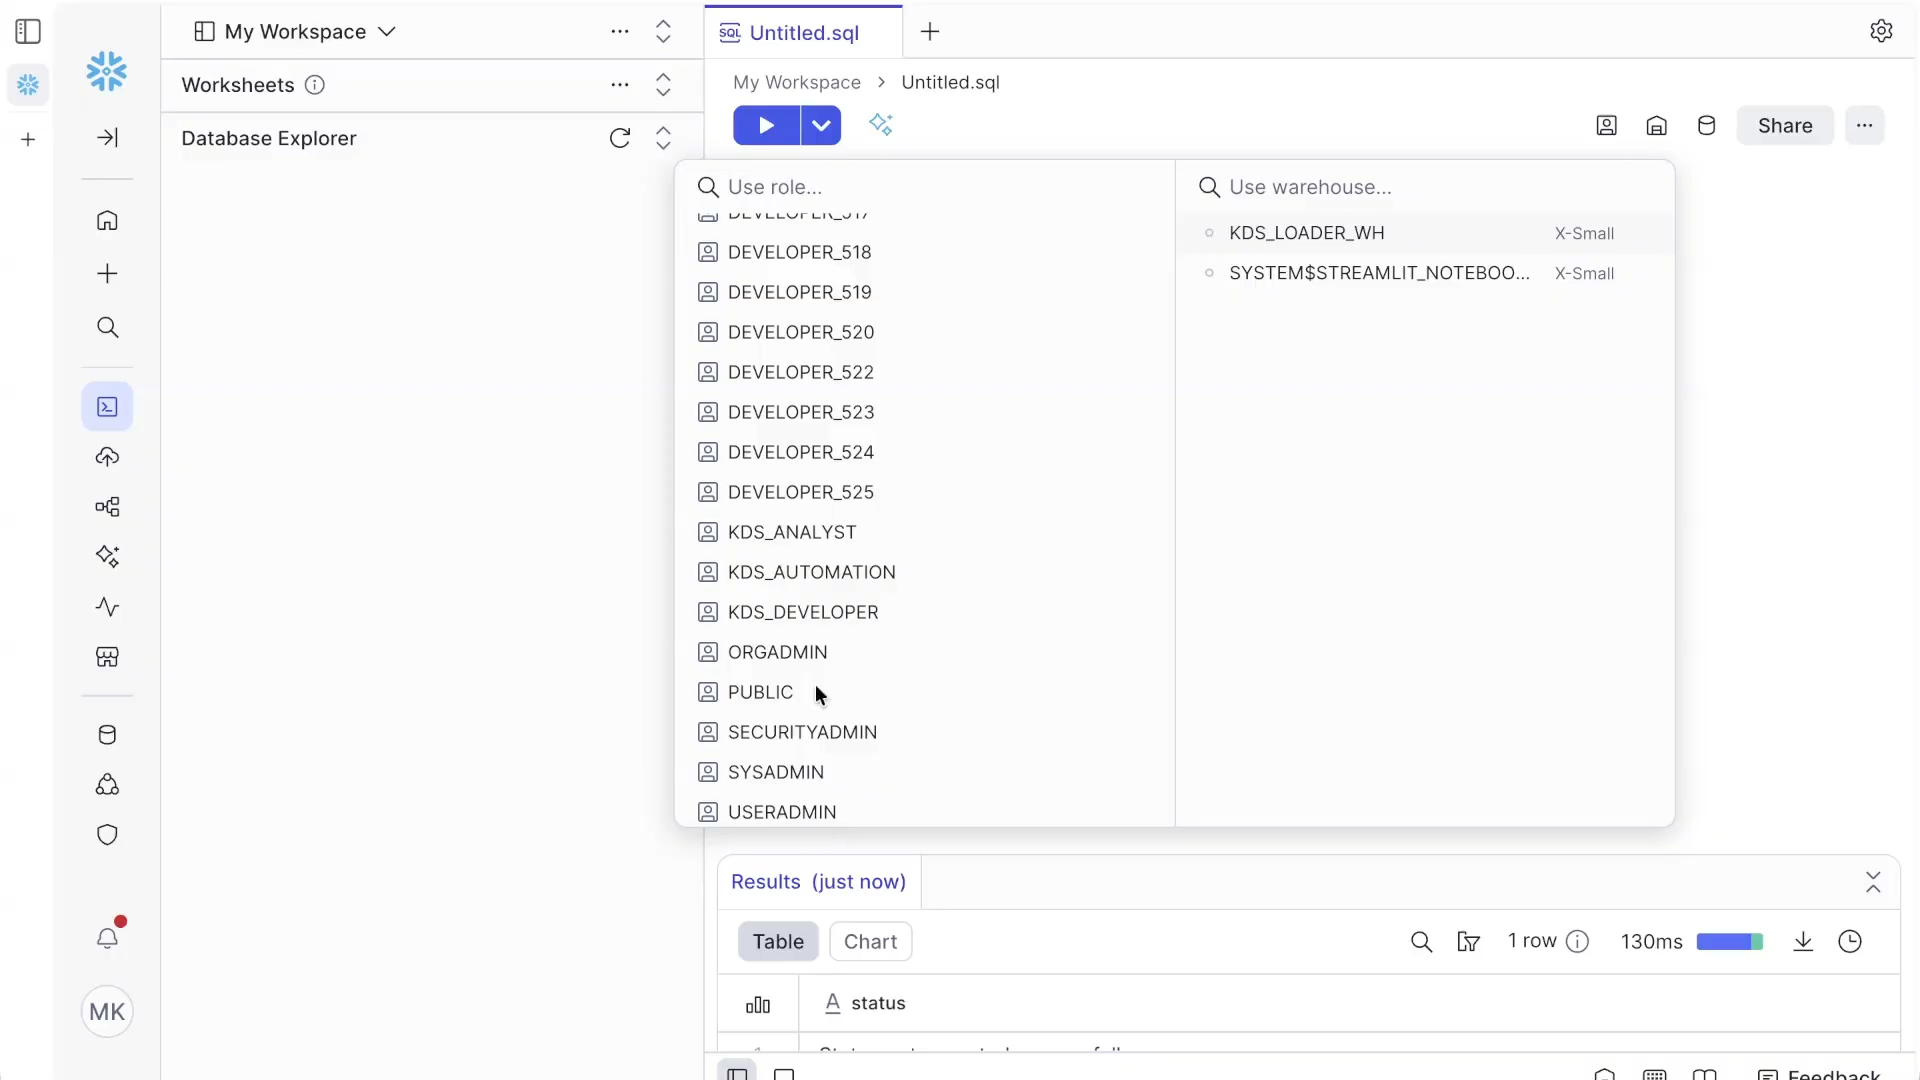 My Workspace
Worksheets
Database Explorer
SQL Untitled.sql
My Workspace > Untitled.sql
Share
Use role...
DEVELOPER_517
DEVELOPER_518
DEVELOPER_519
DEVELOPER_520
DEVELOPER_522
DEVELOPER_523
DEVELOPER_524
DEVELOPER_525
KDS_ANALYST
KDS_AUTOMATION
KDS_DEVELOPER
ORGADMIN
PUBLIC
SECURITYADMIN
SYSADMIN
USERADMIN
Use warehouse...
KDS_LOADER_WH X-Small
SYSTEM$STREAMLIT_NOTEBOO... X-Small
Results (just now)
Table Chart
1 row 130ms
A status
MK
Feedback